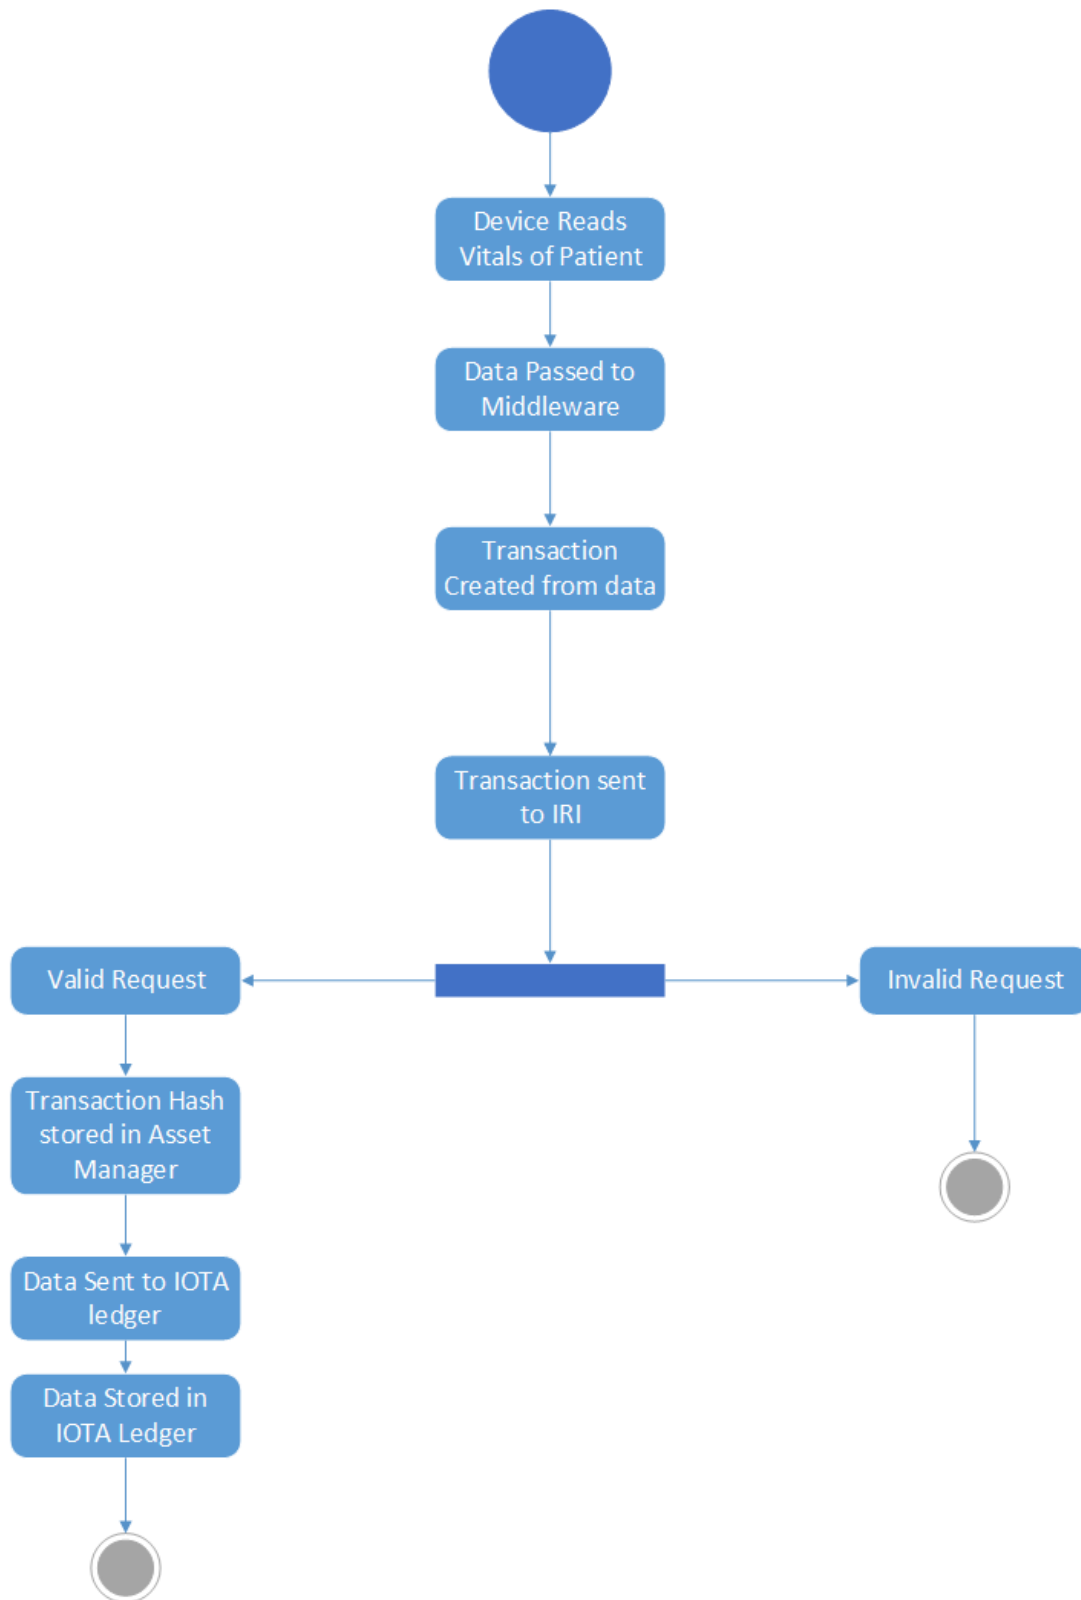 Device Reads
Vitals of Patient
Data Passed to
Middleware
Transaction
Created from data
Transaction sent
to IRI
Valid Request
Invalid Request
Transaction Hash
stored in Asset
Manager
Data Sent to IOTA
ledger
Data Stored in
IOTA Ledger